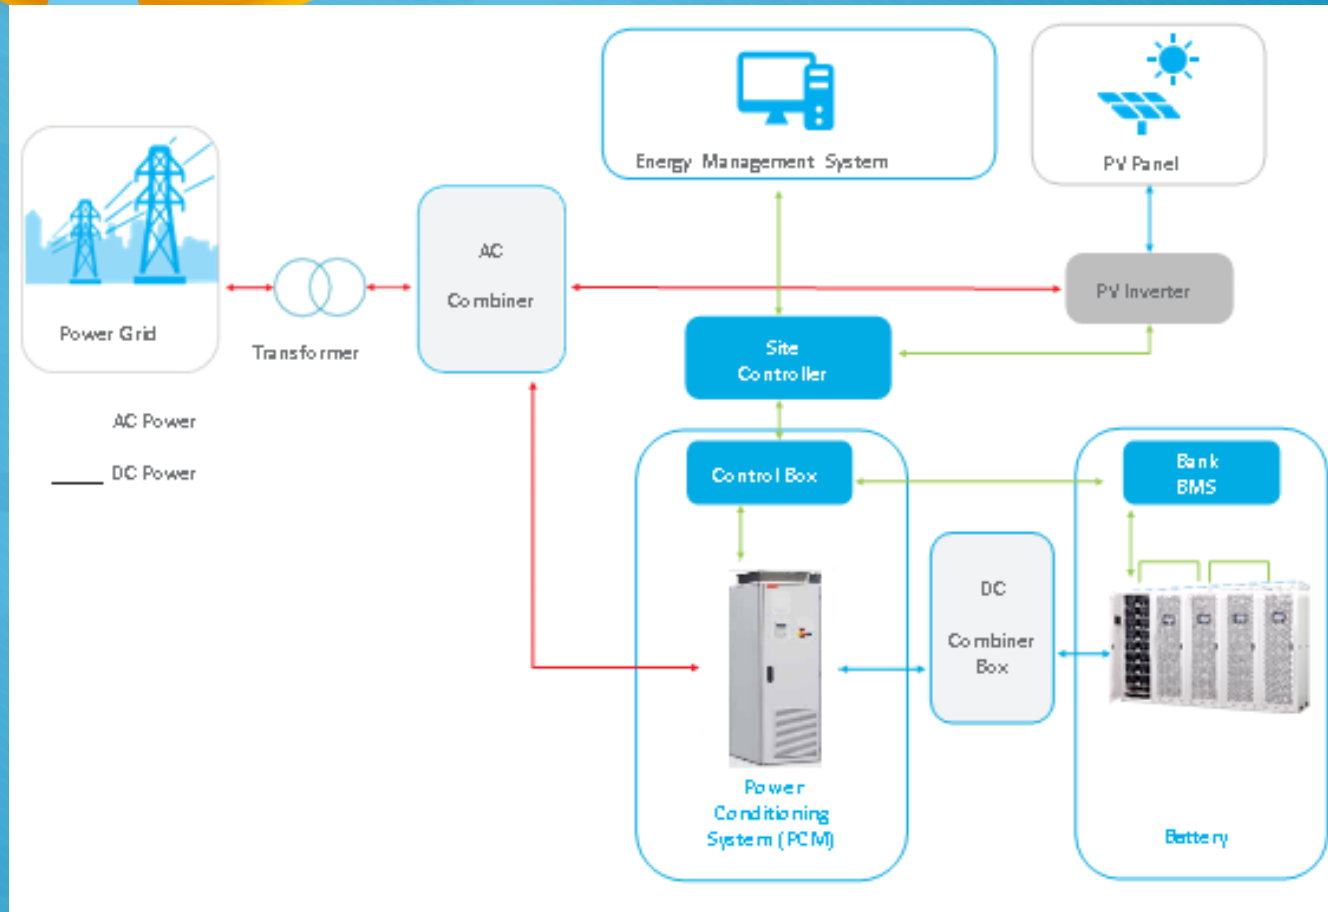 Energy Management System
PV Panel
AC
Combiner
PV Inverter
Power Grid
Transformer
Site
Controller
AC Power
DC Power
Control Box
Bank
BMS
DC
Combiner
Box
Power
Conditioning
System (PCM)
Battery